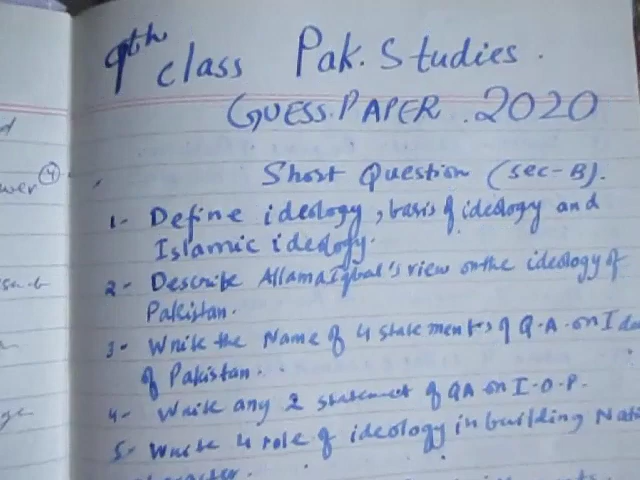 9th class Pak. Studies.
GUESS.PAPER. 2020
Short Question (sec-B).
1- Define ideology, basis of ideology and
Islamic ideology.
2- Describe Allama Iqbal's view on the ideology of
Pakistan.
3- Write the Name of 4 statements of Q.A. on
of Pakistan.
4- Write any 2 statement of QA on I.O.P.
5- Write 4 role of ideology in building
character.